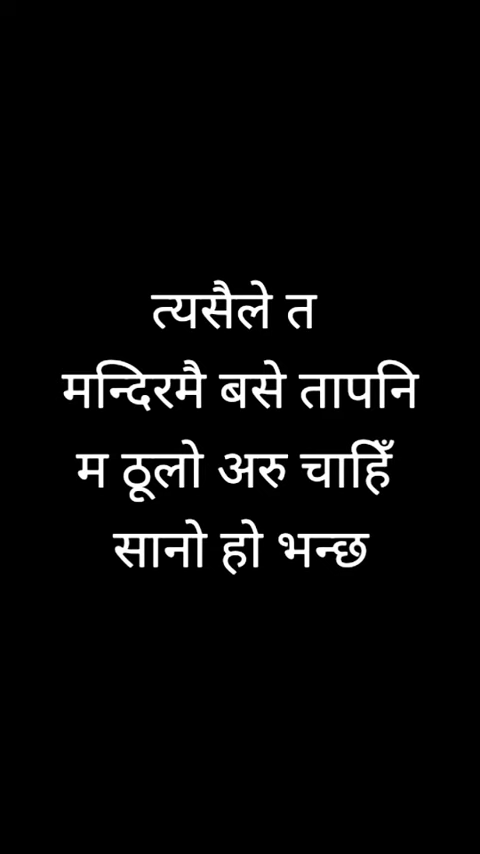 त्यसैले त
मन्दिरमै बसे तापनि
म ठूलो अरु चाहिँ
सानो हो भन्छ